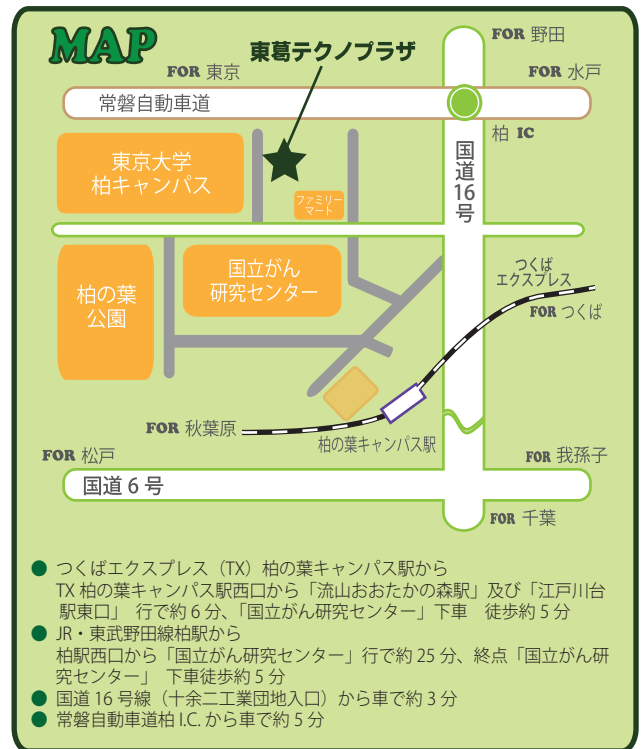 MAP
東葛テクノプラザ
FOR 野田
FOR 東京
FOR 水戸
常磐自動車道
柏 IC
国道16号
東京大学
柏キャンパス
ファミリー
マート
柏の葉
公園
国立がん
研究センター
つくば
エクスプレス
FOR つくば
FOR 秋葉原
柏の葉キャンパス駅
FOR 松戸
FOR 我孫子
国道 6 号
FOR 千葉
● つくばエクスプレス（TX）柏の葉キャンパス駅から
TX 柏の葉キャンパス駅西口から「流山おおたかの森駅」及び「江戸川台
駅東口」 行で約 6 分、「国立がん研究センター」下車　徒歩約 5 分
● JR・東武野田線柏駅から
柏駅西口から「国立がん研究センター」行で約 25 分、終点「国立がん研
究センター」 下車徒歩約 5 分
● 国道 16 号線（十余二工業団地入口）から車で約 3 分
● 常磐自動車道柏 I.C. から車で約 5 分